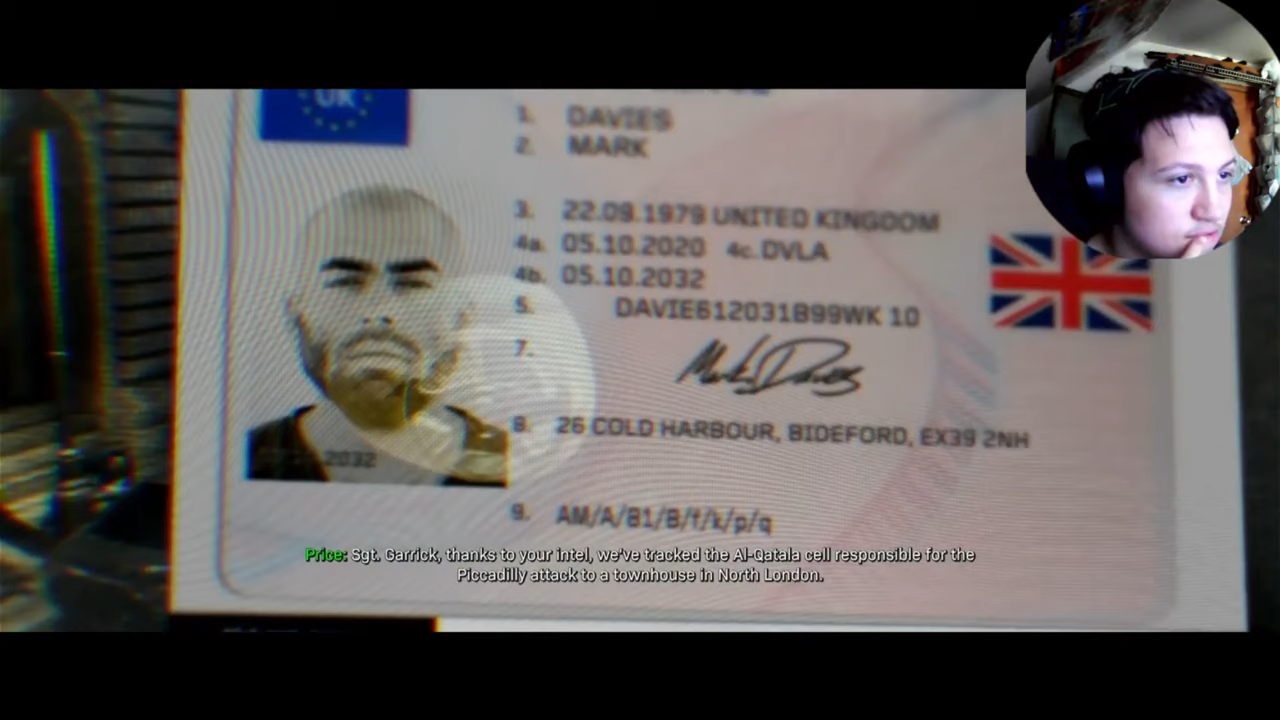 UK
1. DAVIES
2. MARK
3. 22.09.1979 UNITED KINGDOM
4a. 05.10.2020 4c. DVLA
4b. 05.10.2032
5. DAVIE612031B99WK 10
7. Mark Davies
8. 26 COLD HARBOUR, BIDEFORD, EX39 2NH
2032
9. AM/A/B1/B/f/k/p/q
Price: Sgt. Garrick, thanks to your intel, we've tracked the Al-Qatala cell responsible for the
Piccadilly attack to a townhouse in North London.